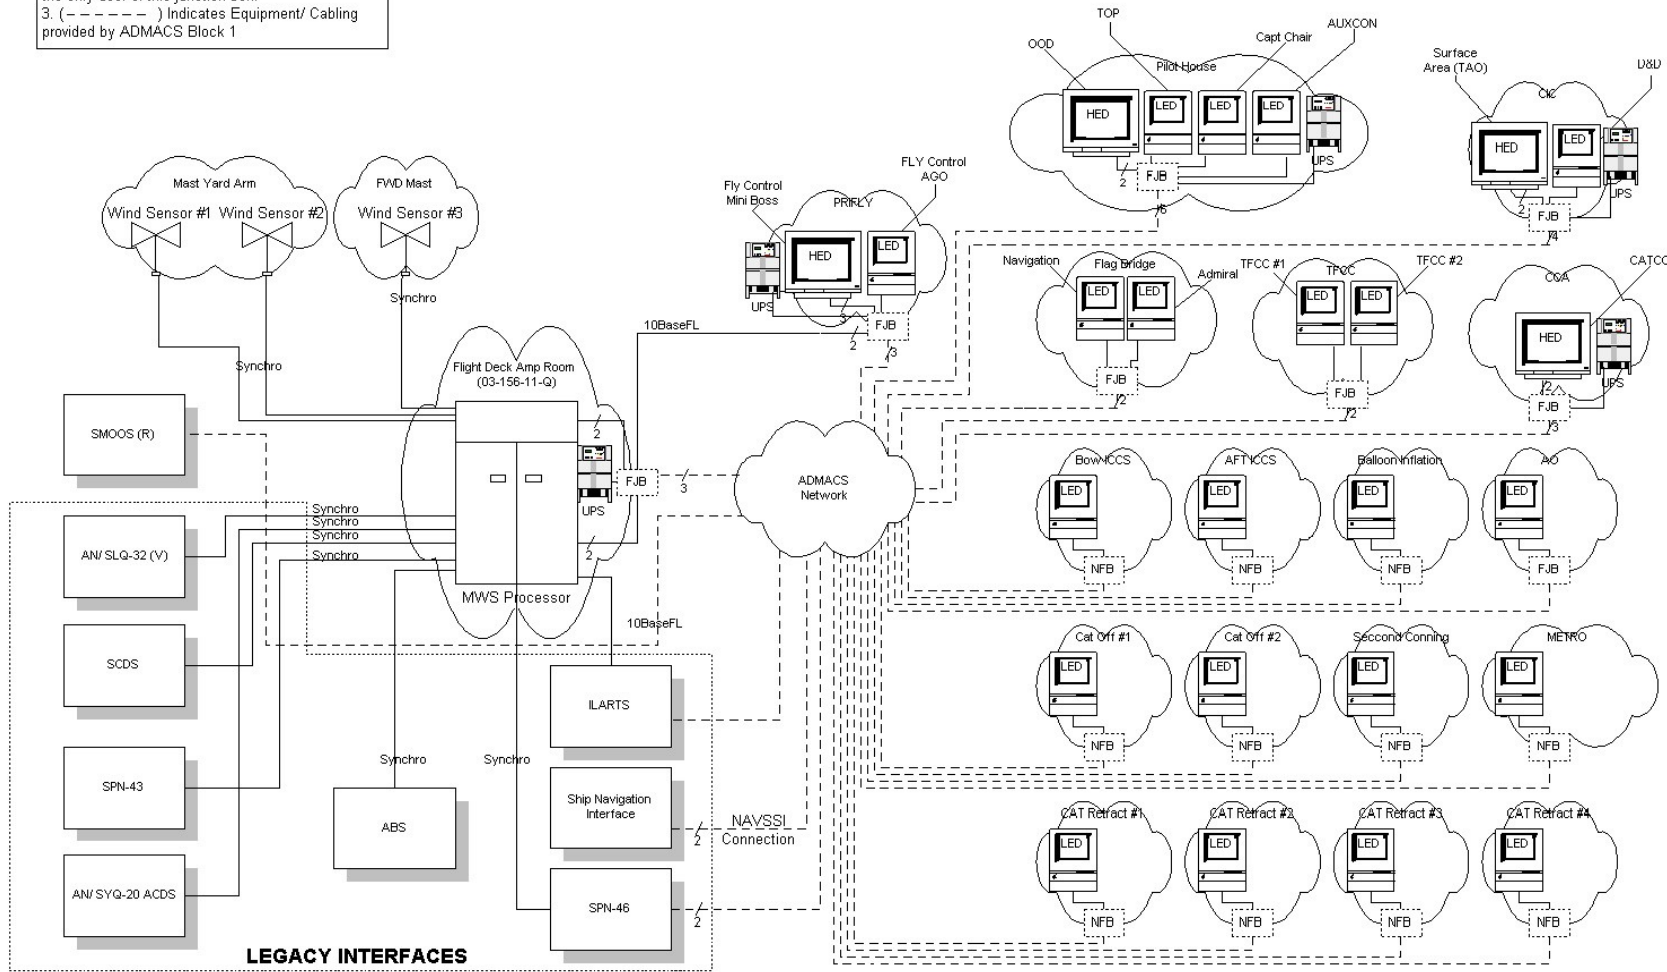 3. ( – – – – – – ) Indicates Equipment/ Cabling
provided by ADMACS Block 1
TOP
OOD
Capt Chair
AUXCON
Pilot House
HED
LED
LED
LED
UPS
FJB
2
6
Surface
Area (TAO)
D&D
CIC
HED
LED
UPS
2
FJB
4
Mast Yard Arm
Wind Sensor #1
Wind Sensor #2
FWD Mast
Wind Sensor #3
Synchro
Synchro
Fly Control
Mini Boss
FLY Control
AGO
PRIFLY
HED
LED
UPS
3
FJB
2
3
10BaseFL
Navigation
Flag Bridge
Admiral
LED
LED
FJB
2
TFCC #1
TFCC
TFCC #2
LED
LED
FJB
2
CCA
CATCC
HED
UPS
2
FJB
3
Flight Deck Amp Room
(03-156-11-Q)
2
UPS
FJB
3
2
MWS Processor
ADMACS
Network
SMOOS (R)
Synchro
Synchro
Synchro
AN/ SLQ-32 (V)
SCDS
SPN-43
AN/ SYQ-20 ACDS
Synchro
ABS
Synchro
10BaseFL
ILARTS
Ship Navigation
Interface
2
NAVSSI
Connection
SPN-46
2
LEGACY INTERFACES
Bow ICCS
LED
NFB
AFT ICCS
LED
NFB
Balloon Inflation
LED
NFB
AO
LED
FJB
Cat Off #1
LED
NFB
Cat Off #2
LED
NFB
Seccond Conning
LED
NFB
METRO
LED
NFB
CAT Retract #1
LED
NFB
CAT Retract #2
LED
NFB
CAT Retract #3
LED
NFB
CAT Retract #4
LED
NFB